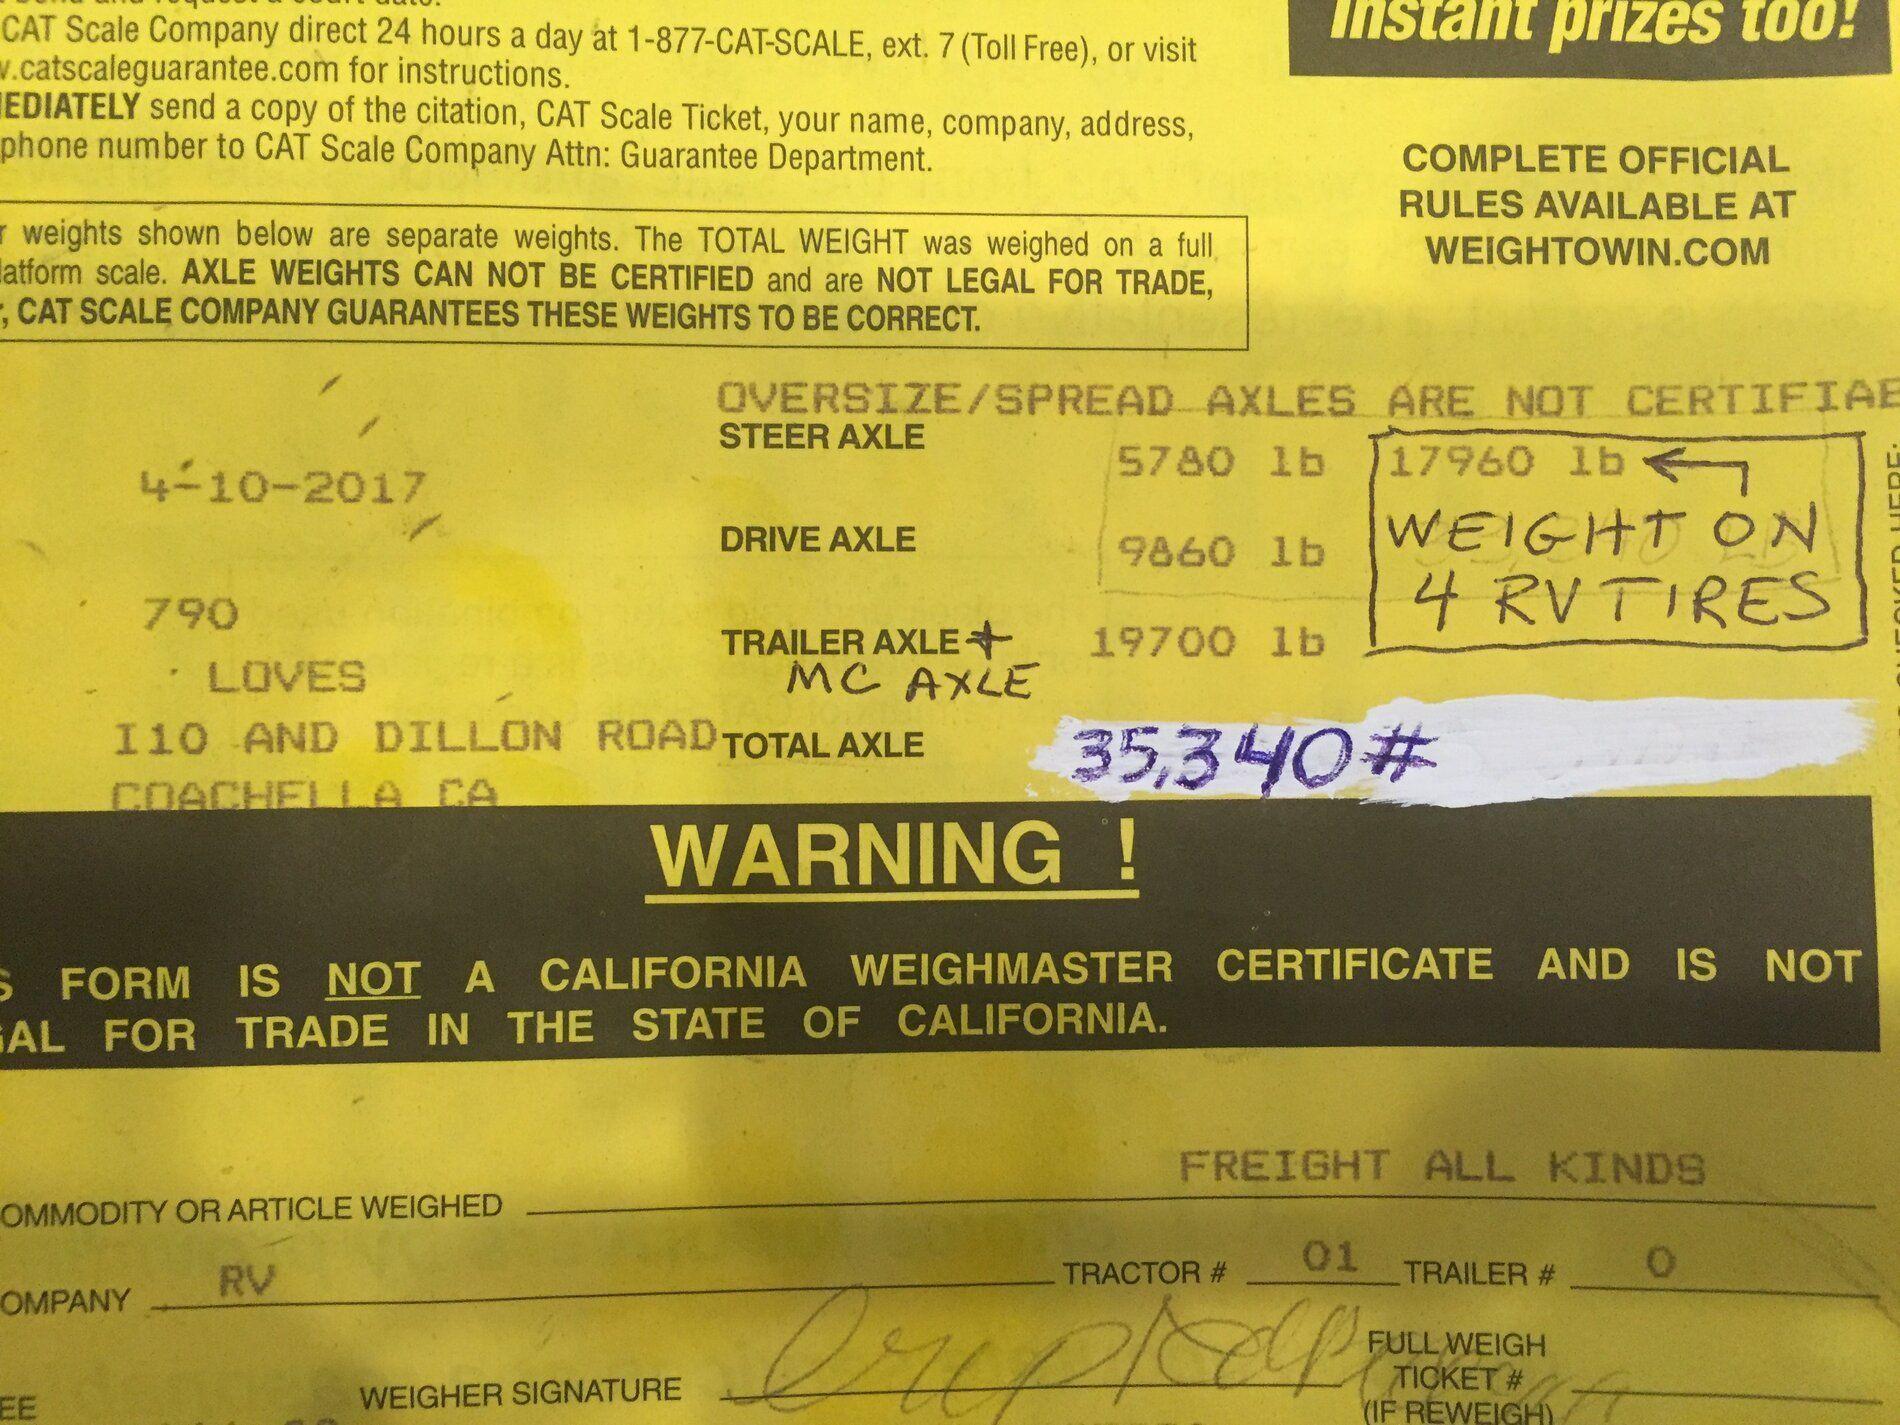 CAT Scale Company direct 24 hours a day at 1-877-CAT-SCALE, ext. 7 (Toll Free), or visit
.catscaleguarantee.com for instructions.
EDIATELY send a copy of the citation, CAT Scale Ticket, your name, company, address,
phone number to CAT Scale Company Attn: Guarantee Department.
Instant prizes too!
COMPLETE OFFICIAL
RULES AVAILABLE AT
WEIGHTOWIN.COM
r weights shown below are separate weights. The TOTAL WEIGHT was weighed on a full
latform scale. AXLE WEIGHTS CAN NOT BE CERTIFIED and are NOT LEGAL FOR TRADE,
, CAT SCALE COMPANY GUARANTEES THESE WEIGHTS TO BE CORRECT.
OVERSIZE/SPREAD AXLES ARE NOT CERTIFIAB
STEER AXLE 5780 lb 17960 lb
4-10-2017
WEIGHT ON
4 RV TIRES
DRIVE AXLE 9860 lb
790
TRAILER AXLE + 19700 lb
MC AXLE
LOVES
I10 AND DILLON ROAD
TOTAL AXLE 35,340#
COACHELLA CA
WARNING !
S FORM IS NOT A CALIFORNIA WEIGHMASTER CERTIFICATE AND IS NOT
GAL FOR TRADE IN THE STATE OF CALIFORNIA.
FREIGHT ALL KINDS
OMMODITY OR ARTICLE WEIGHED
OMPANY RV TRACTOR # 01 TRAILER # 0
WEIGHER SIGNATURE
FULL WEIGH
TICKET #
(IF REWEIGH)
EE